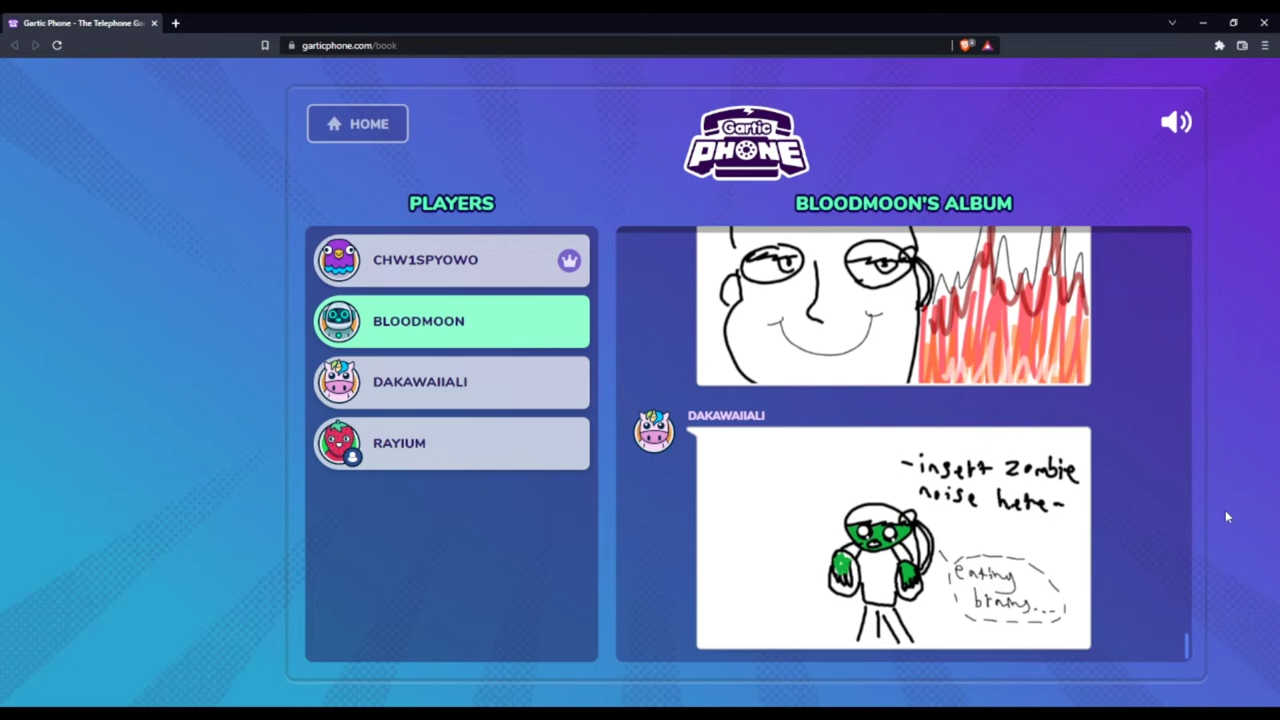 Gartic Phone - The Telephone Ga
garticphone.com/book
HOME
Gartic
PHONE
PLAYERS
BLOODMOON'S ALBUM
CHW1SPYOWO
BLOODMOON
DAKAWAIIALI
RAYIUM
DAKAWAIIALI
-insert zombie
noise here-
eating
brains...